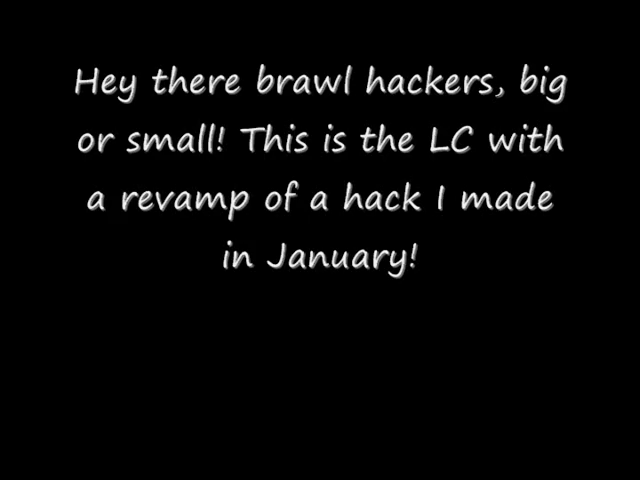 Hey there brawl hackers, big
or small! This is the LC with
a revamp of a hack I made
in January!